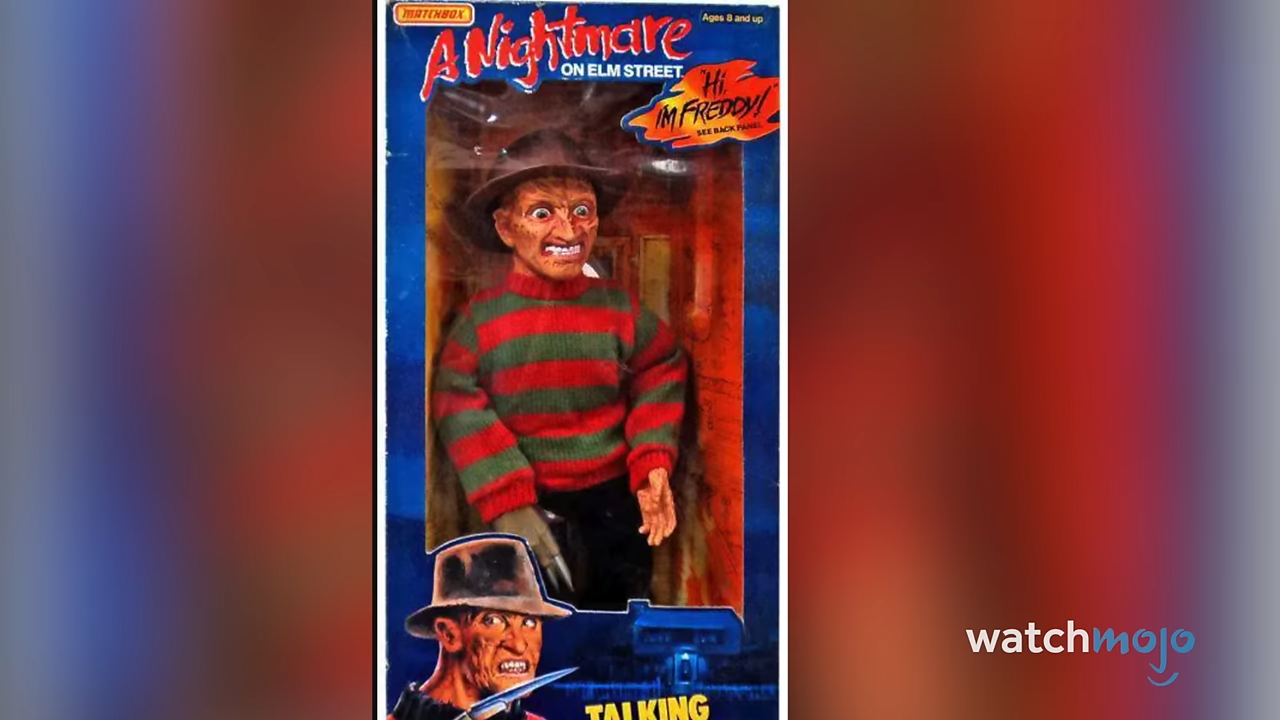 MATCHBOX
Ages 8 and up
A Nightmare
ON ELM STREET
"Hi,
I'M FREDDY!"
SEE BACK PANEL
TALKING
watchmojo